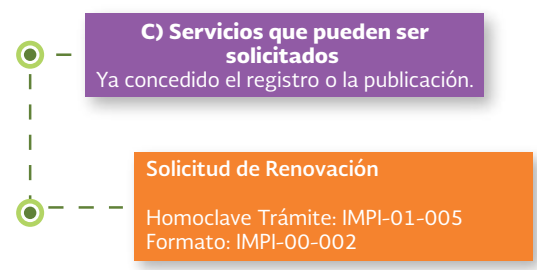 C) Servicios que pueden ser
solicitados
Ya concedido el registro o la publicación.
Solicitud de Renovación
Homoclave Trámite: IMPI-01-005
Formato: IMPI-00-002